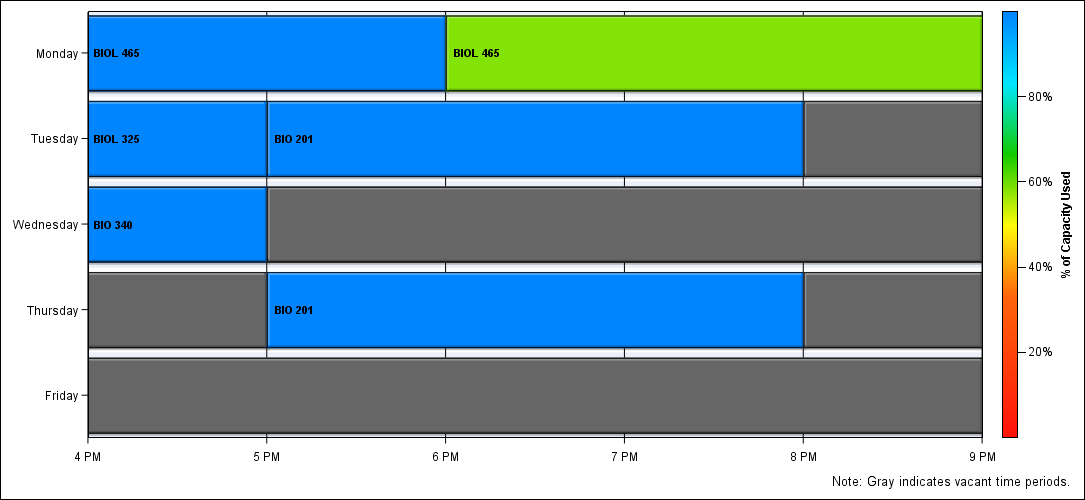 Monday
BIOL 465
BIOL 465
Tuesday
BIOL 325
BIO 201
Wednesday
BIO 340
Thursday
BIO 201
Friday
4 PM
5 PM
6 PM
7 PM
8 PM
9 PM
80%
60%
40%
20%
% of Capacity Used
Note: Gray indicates vacant time periods.